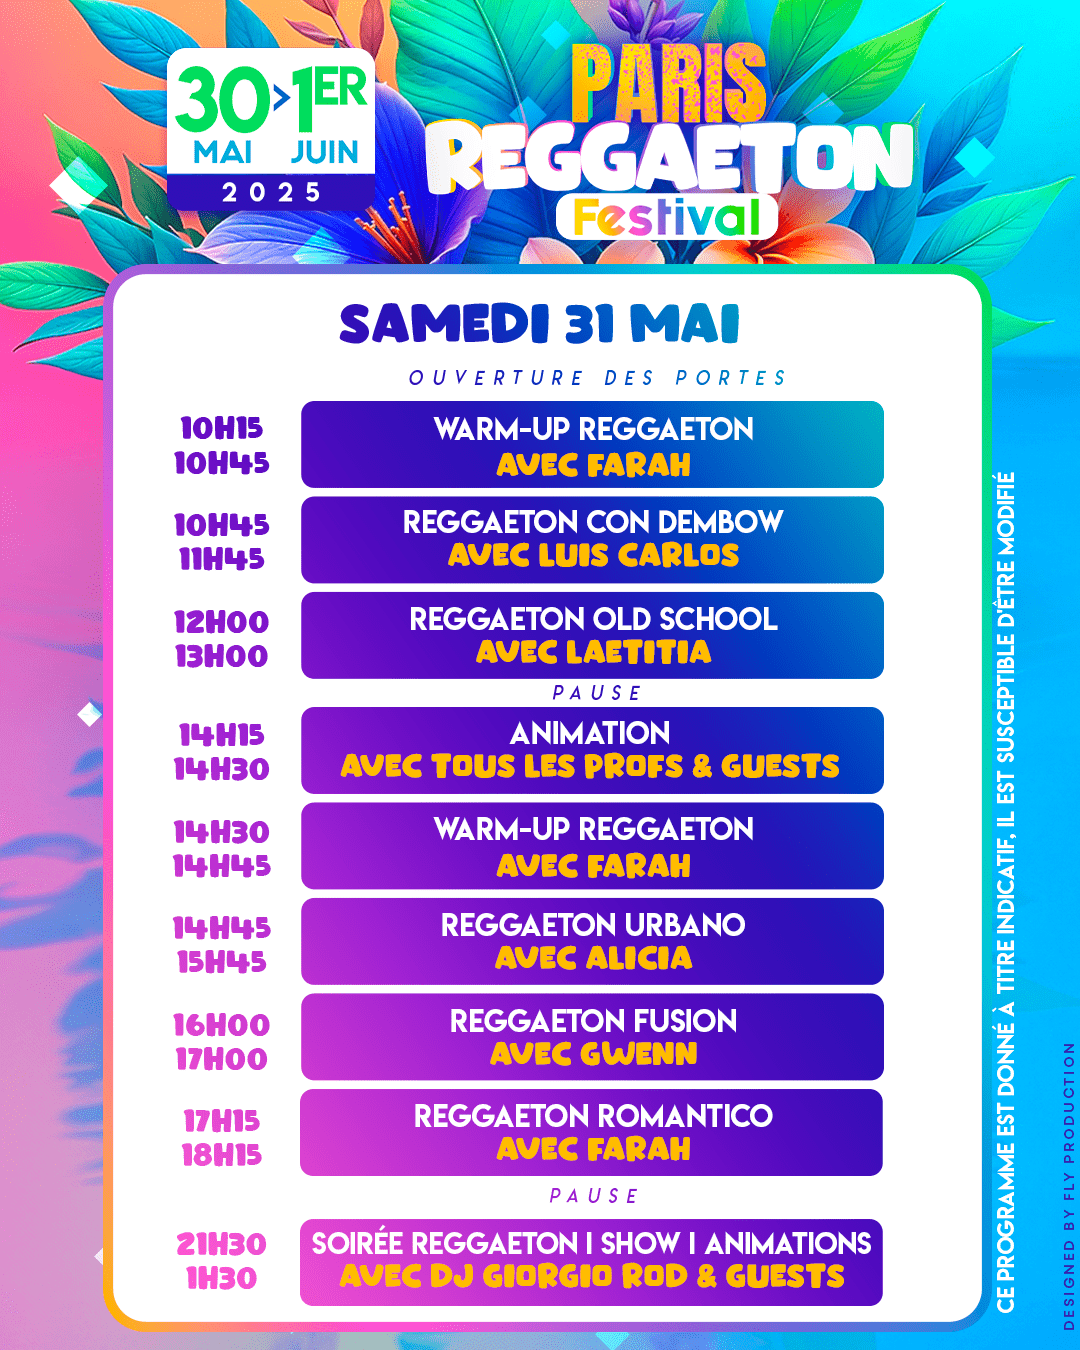 30>1ER
MAI JUIN
2025
PARIS
REGGAETON
Festival
SAMEDI 31 MAI
OUVERTURE DES PORTES
10H15
10H45
WARM-UP REGGAETON
AVEC FARAH
10H45
11H45
REGGAETON CON DEMBOW
AVEC LUIS CARLOS
12H00
13H00
REGGAETON OLD SCHOOL
AVEC LAETITIA
PAUSE
14H15
14H30
ANIMATION
AVEC TOUS LES PROFS & GUESTS
14H30
14H45
WARM-UP REGGAETON
AVEC FARAH
14H45
15H45
REGGAETON URBANO
AVEC ALICIA
16H00
17H00
REGGAETON FUSION
AVEC GWENN
17H15
18H15
REGGAETON ROMANTICO
AVEC FARAH
PAUSE
21H30
1H30
SOIRÉE REGGAETON | SHOW | ANIMATIONS
AVEC DJ GIORGIO ROD & GUESTS
CE PROGRAMME EST DONNÉ À TITRE INDICATIF, IL EST SUSCEPTIBLE D'ÊTRE MODIFIÉ
DESIGNED BY FLY PRODUCTION